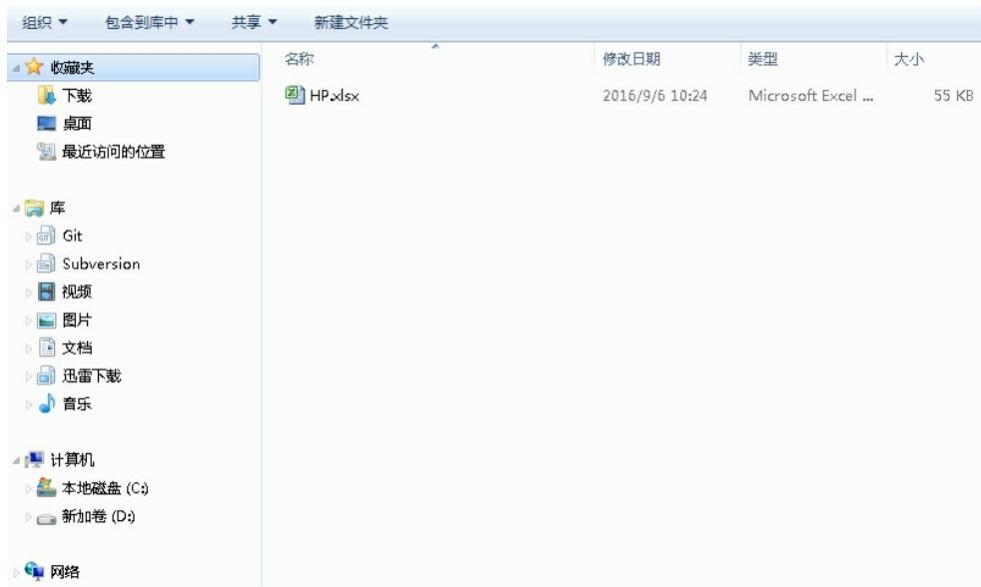 组织 包含到库中 共享 新建文件夹
名称 修改日期 类型 大小
HP.xlsx 2016/9/6 10:24 Microsoft Excel ... 55 KB
收藏夹
下载
桌面
最近访问的位置
库
Git
Subversion
视频
图片
文档
迅雷下载
音乐
计算机
本地磁盘 (C:)
新加卷 (D:)
网络